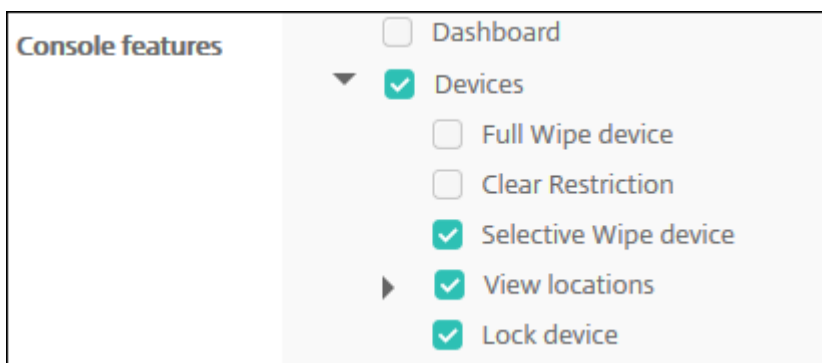 Console features
Dashboard
Devices
Full Wipe device
Clear Restriction
Selective Wipe device
View locations
Lock device